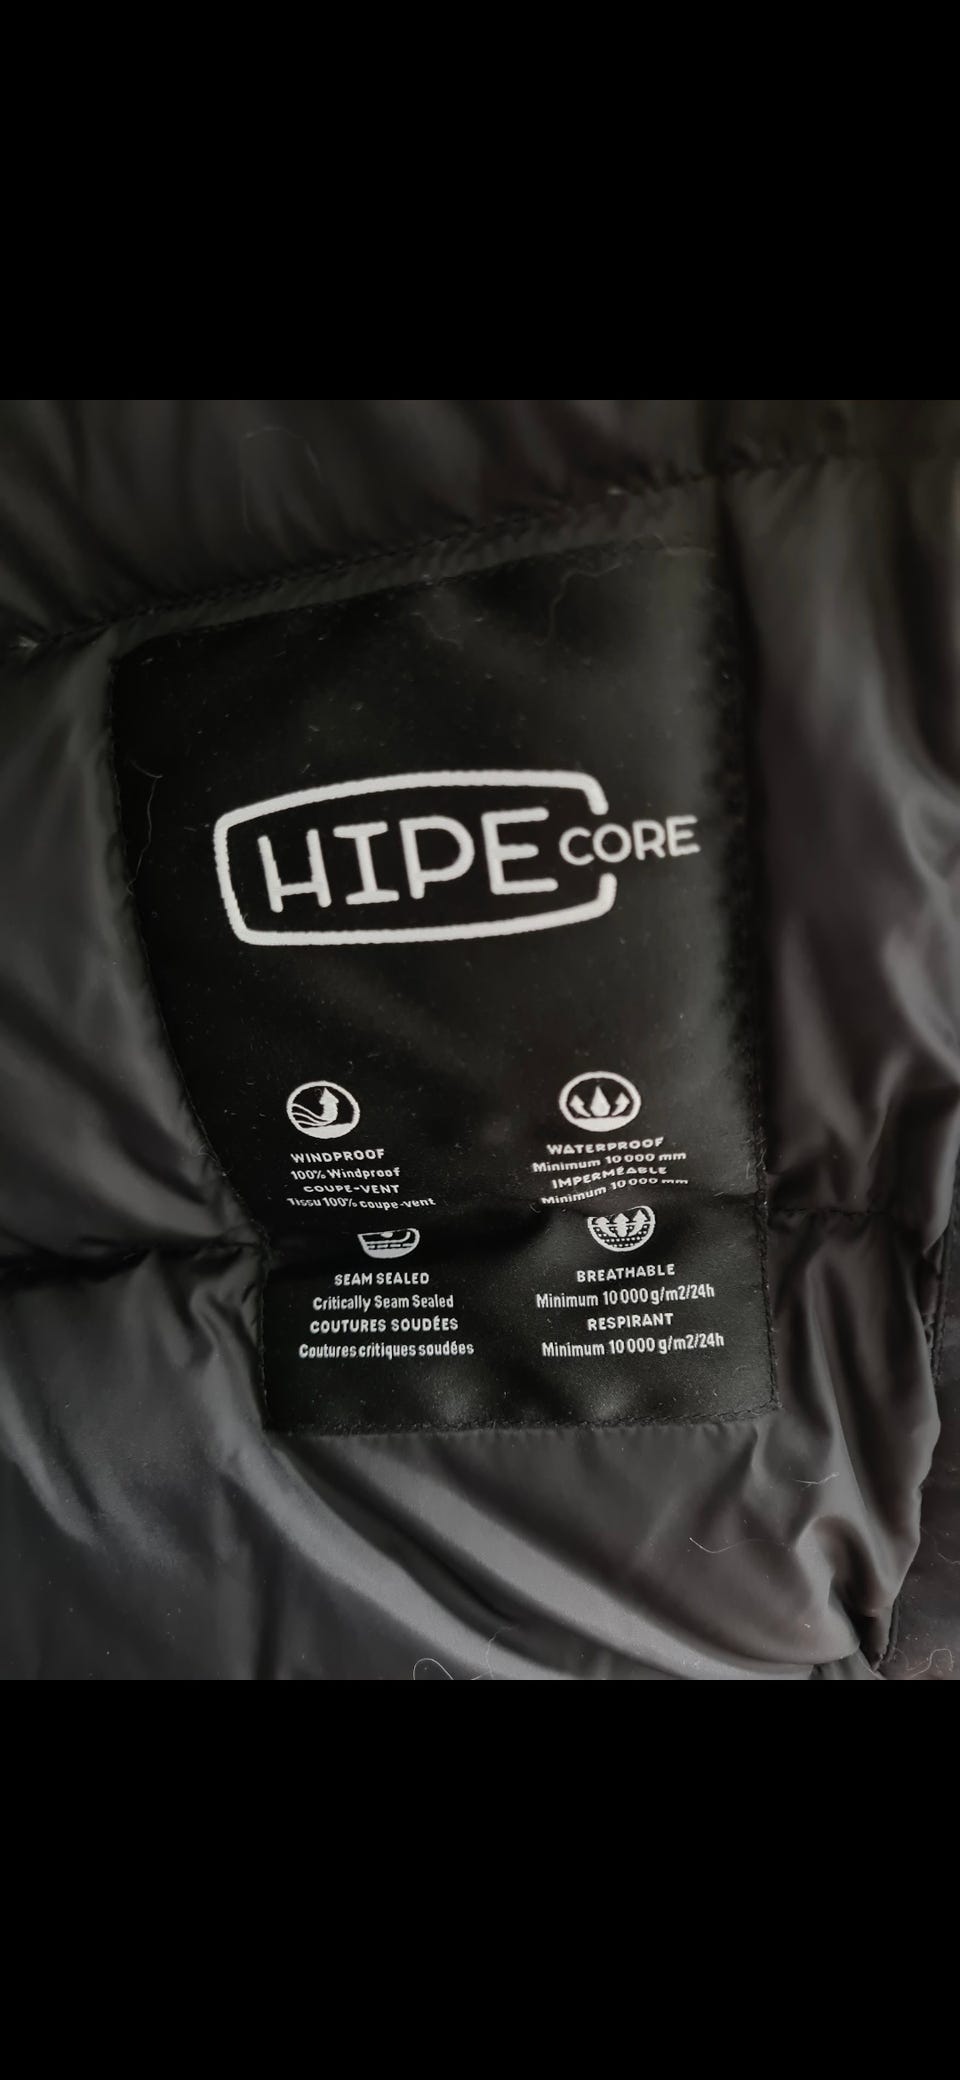 HIPE CORE
WINDPROOF
100% Windproof
COUPE-VENT
Tissu 100% coupe-vent
WATERPROOF
Minimum 10 000 mm
IMPERMÉABLE
Minimum 10 000 mm
SEAM SEALED
Critically Seam Sealed
COUTURES SOUDÉES
Coutures critiques soudées
BREATHABLE
Minimum 10 000 g/m2/24h
RESPIRANT
Minimum 10 000 g/m2/24h